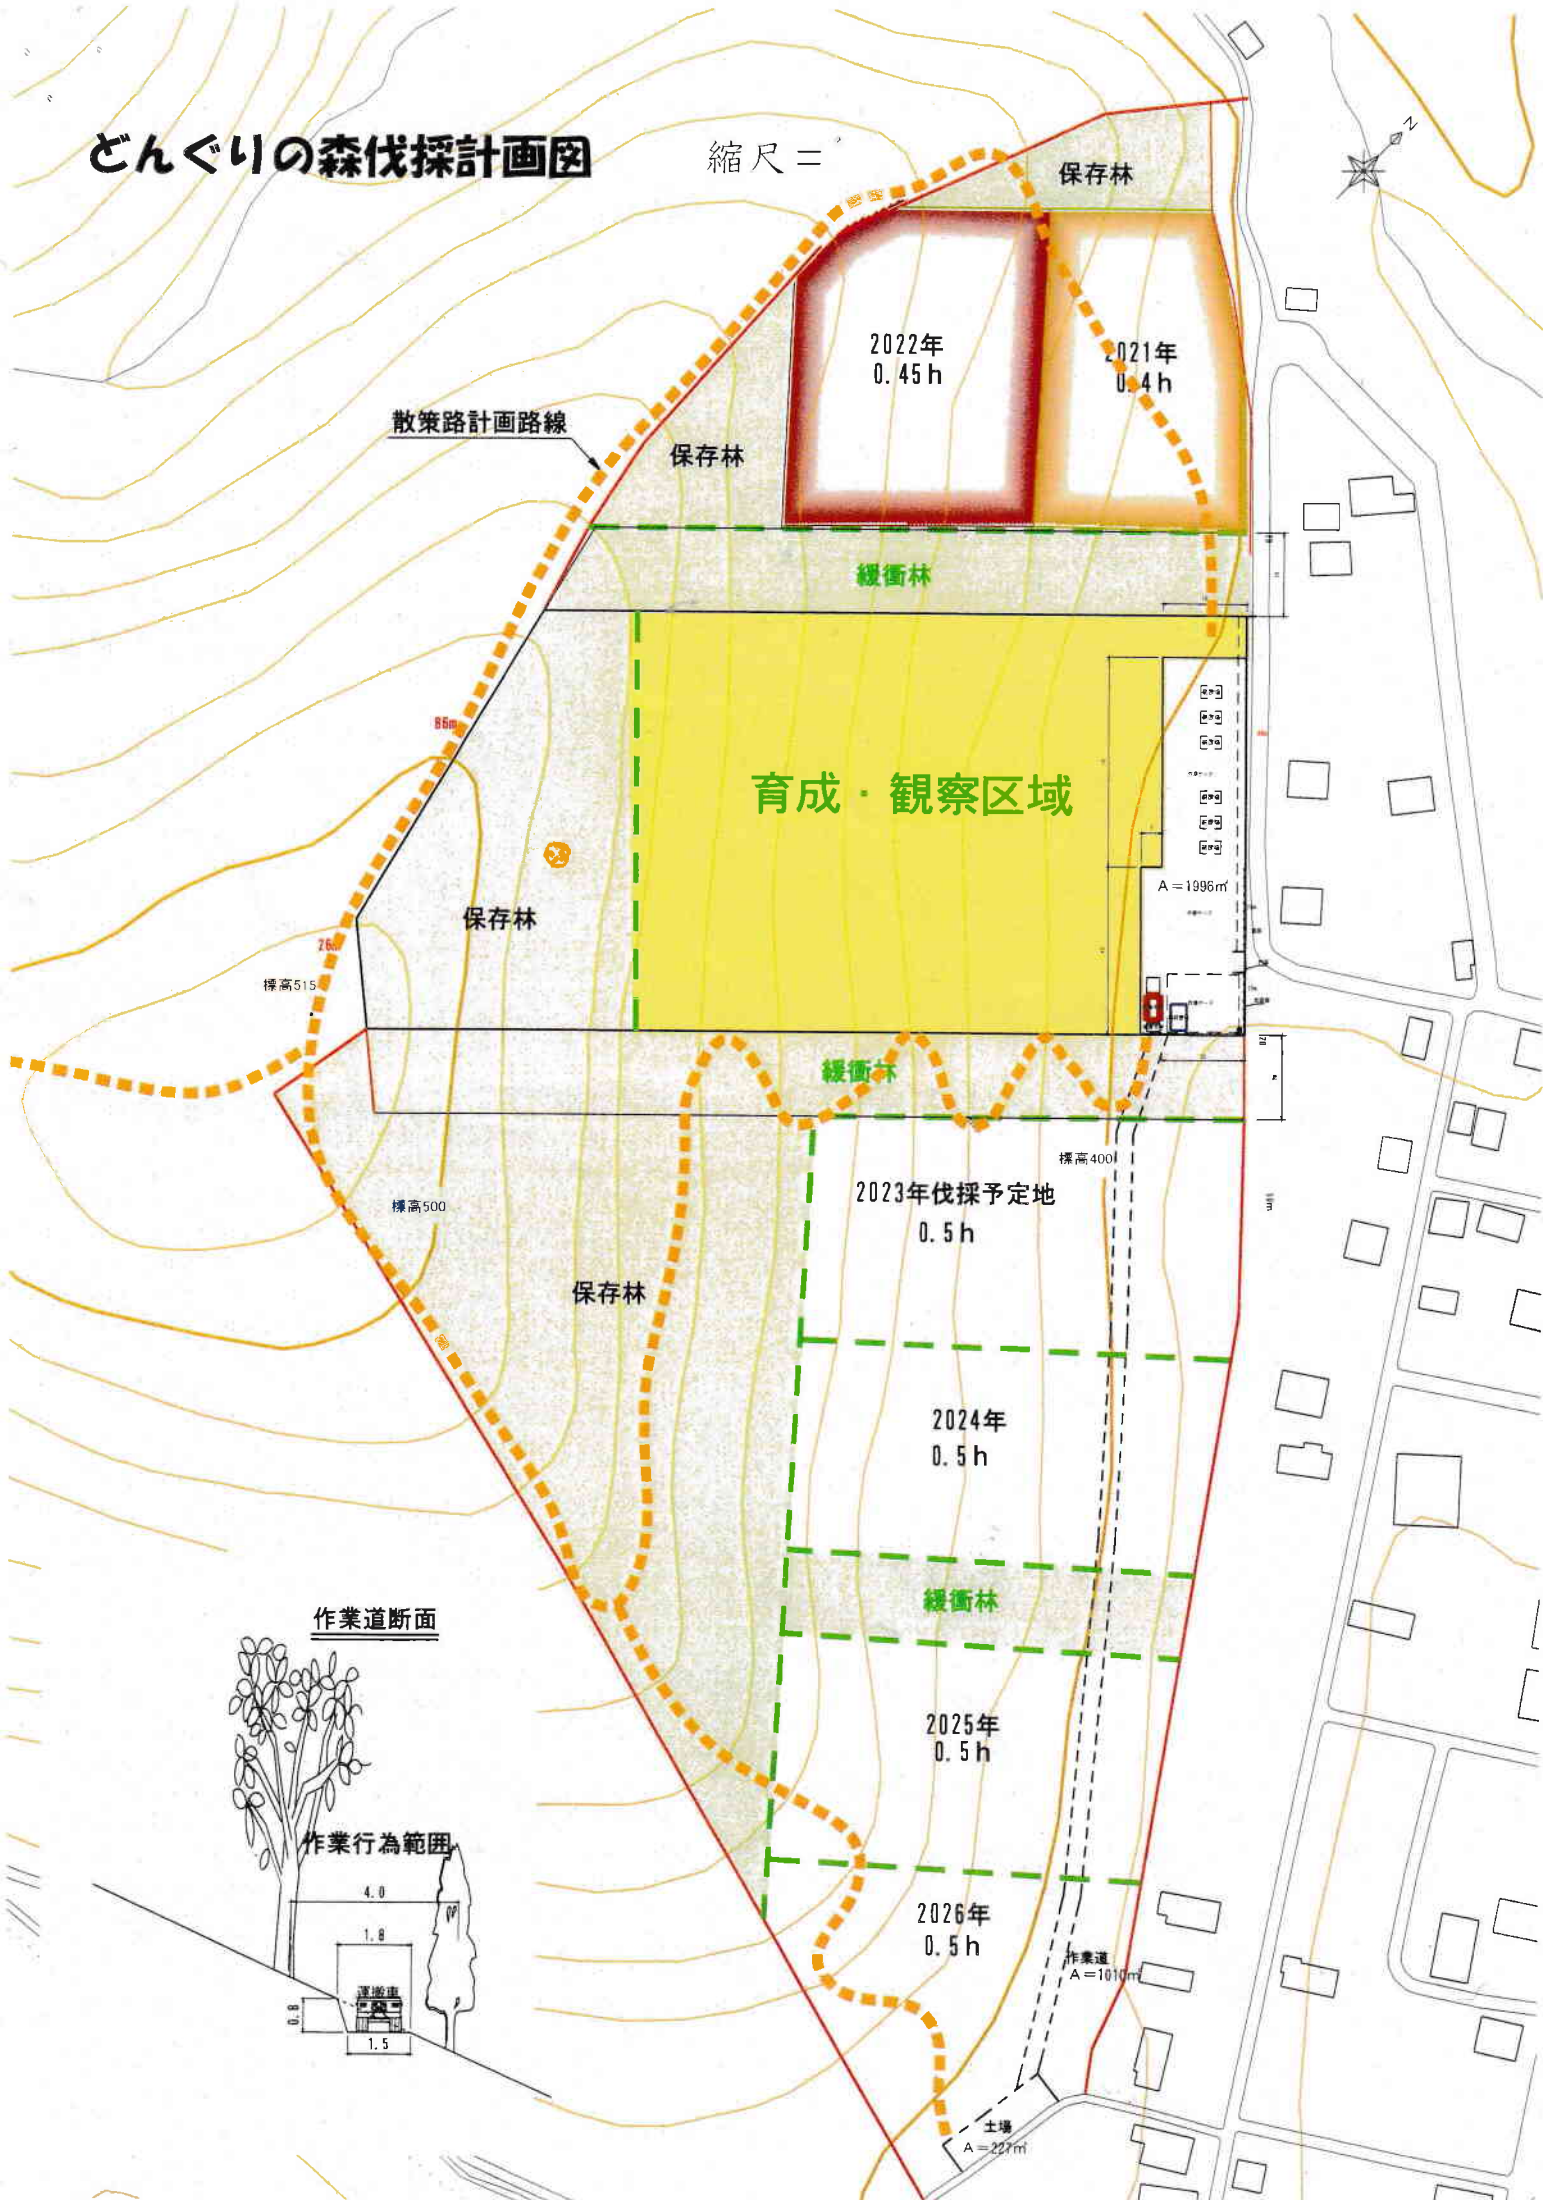 どんぐりの森伐採計画図
縮尺＝
N
保存林
2022年
0.45h
2021年
0.4h
散策路計画路線
保存林
緩衝林
86m
育成・観察区域
A＝1996㎡
保存林
26m
標高515
緩衝林
標高400
2023年伐採予定地
0.5h
標高500
保存林
2024年
0.5h
緩衝林
作業道断面
2025年
0.5h
作業行為範囲
4.0
1.8
運搬車
0.8
1.5
2026年
0.5h
作業道
A＝1010㎡
土場
A＝227㎡